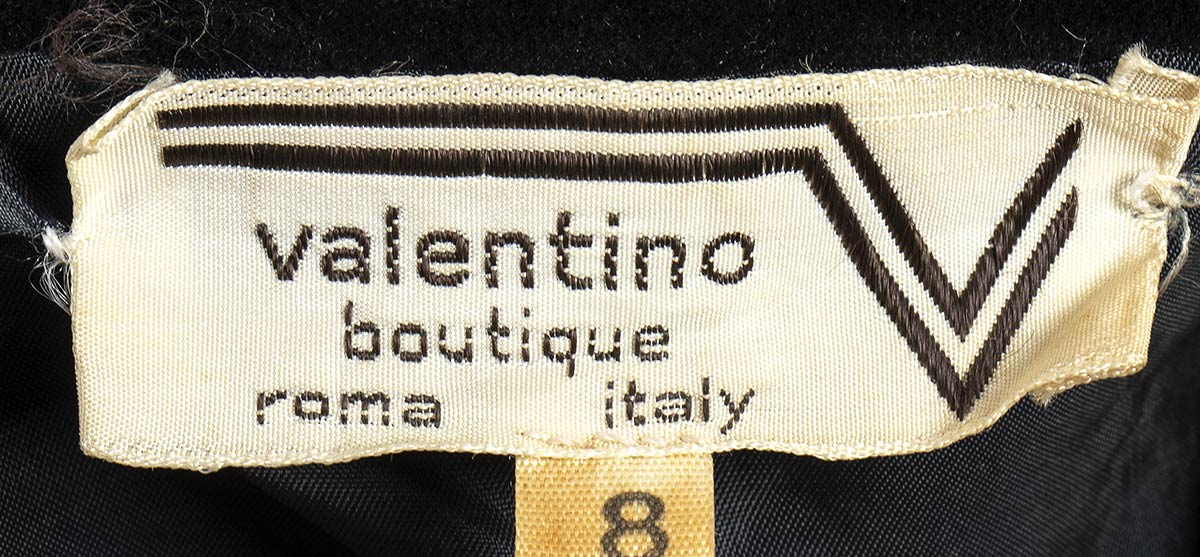 valentino
boutique
roma italy
8